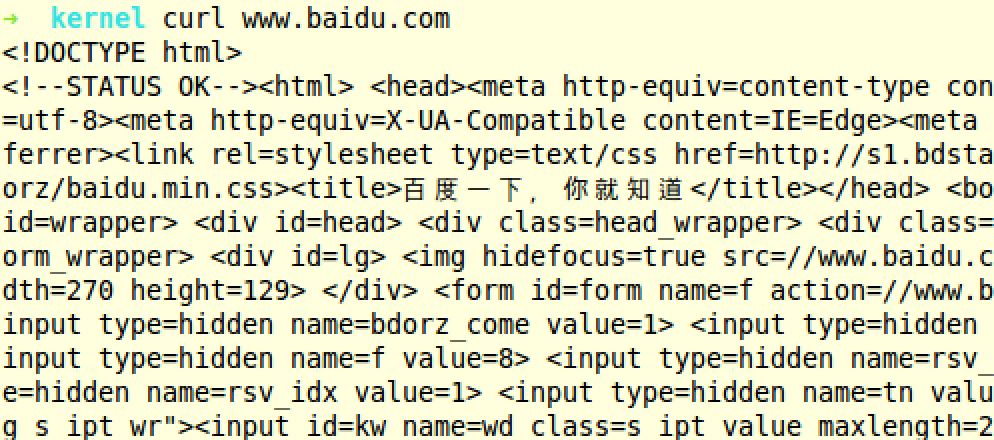 ➜  kernel curl www.baidu.com
<!DOCTYPE html>
<!--STATUS OK--><html> <head><meta http-equiv=content-type con
=utf-8><meta http-equiv=X-UA-Compatible content=IE=Edge><meta
ferrer><link rel=stylesheet type=text/css href=http://s1.bdsta
orz/baidu.min.css><title>百度一下，你就知道</title></head> <bo
id=wrapper> <div id=head> <div class=head_wrapper> <div class=
orm_wrapper> <div id=lg> <img hidefocus=true src=//www.baidu.c
dth=270 height=129> </div> <form id=form name=f action=//www.b
input type=hidden name=bdorz_come value=1> <input type=hidden
input type=hidden name=f value=8> <input type=hidden name=rsv_
e=hidden name=rsv_idx value=1> <input type=hidden name=tn valu
g s_ipt_wr"><input id=kw name=wd class=s_ipt value maxlength=2